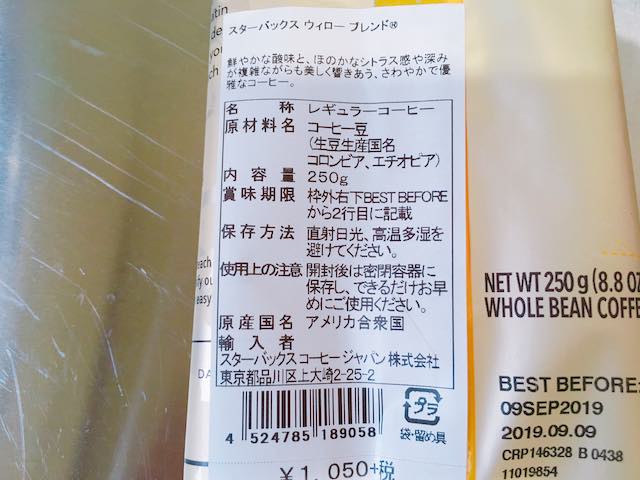 スターバックス ウィロー ブレンド®
鮮やかな酸味と、ほのかなシトラス感や深み
が複雑ながらも美しく響きあう、さわやかで優
雅なコーヒー。
名称 レギュラーコーヒー
原材料名 コーヒー豆
(生豆生産国名
コロンビア、エチオピア)
内容量 250g
賞味期限 枠外右下BEST BEFORE
から2行目に記載
保存方法 直射日光、高温多湿を
避けてください。
使用上の注意 開封後は密閉容器に
保存し、できるだけお早
めにご使用ください。
原産国名 アメリカ合衆国
輸入者
スターバックスコーヒージャパン株式会社
東京都品川区上大崎2-25-2
4 524785 189058
プラ
袋・留め具
¥1,050+税
NET WT 250 g (8.8 OZ
WHOLE BEAN COFFE
BEST BEFORE:
09SEP2019
2019.09.09
CRP146328 B 0438
11019854
easy